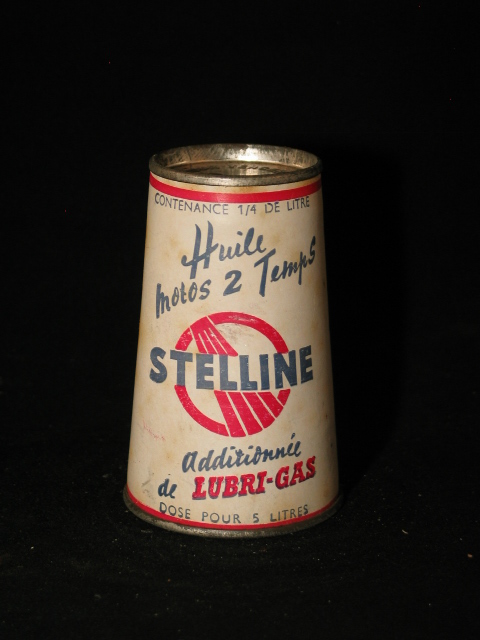 CONTENANCE 1/4 DE LITRE
Huile
motos 2 Temps
STELLINE
additionnée
de LUBRI-GAS
DOSE POUR 5 LITRES